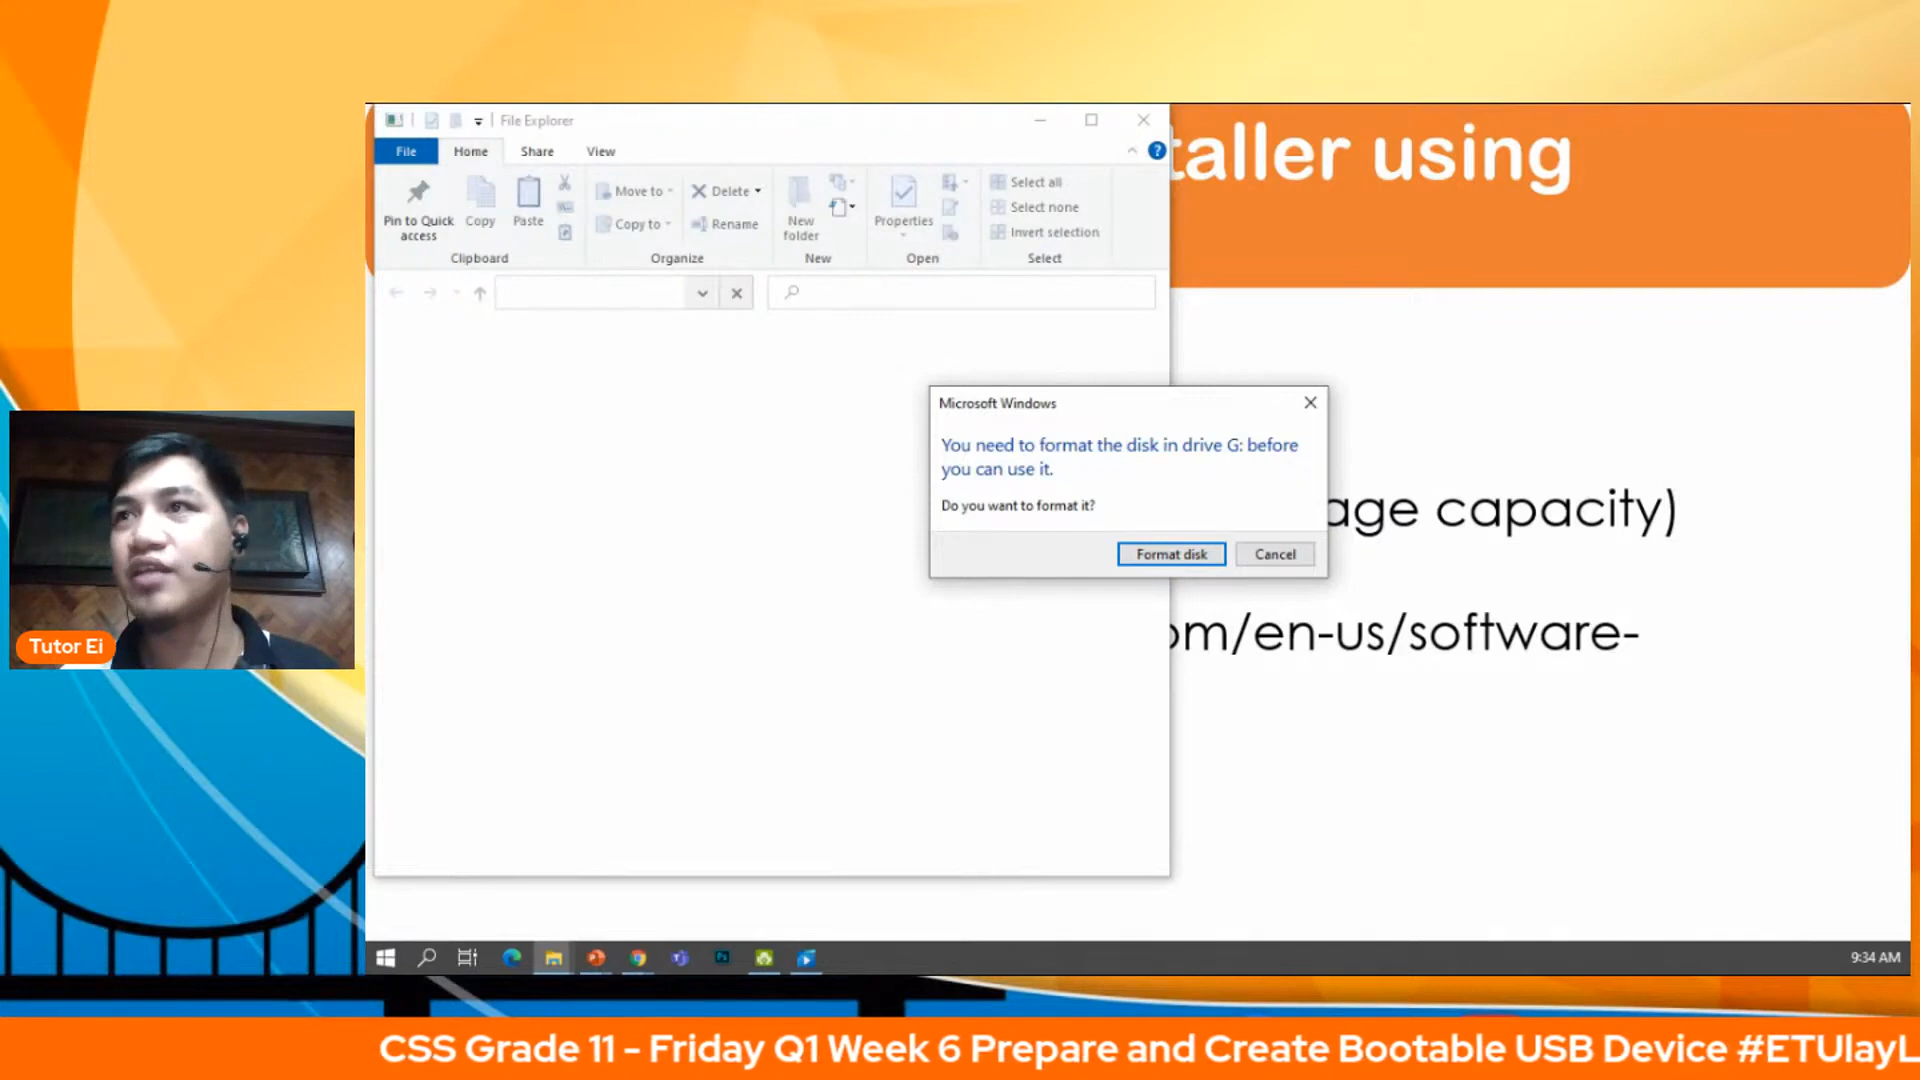 File Explorer
taller using
File
Home
Share
View
?
Pin to Quick access
Copy
Paste
Move to
Copy to
Delete
Rename
New folder
Properties
Select all
Select none
Invert selection
Clipboard
Organize
New
Open
Select
Microsoft Windows
You need to format the disk in drive G: before
you can use it.
Do you want to format it?
Format disk
Cancel
age capacity)
om/en-us/software-
Tutor Ei
9:34 AM
CSS Grade 11 - Friday Q1 Week 6 Prepare and Create Bootable USB Device #ETUlayL